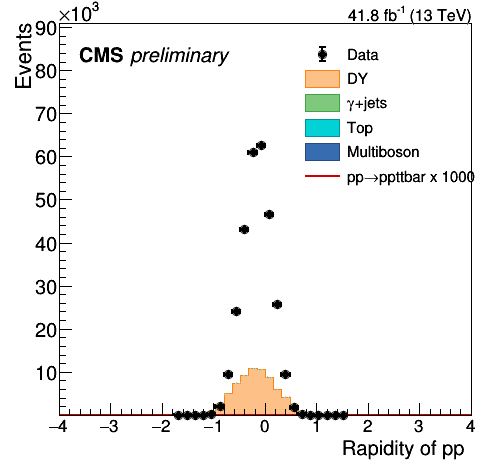 ×10³
41.8 fb⁻¹ (13 TeV)
Events
CMS preliminary
Data
DY
γ+jets
Top
Multiboson
pp→ppttbar x 1000
90
80
70
60
50
40
30
20
10
−4 −3 −2 −1 0 1 2 3 4
Rapidity of pp